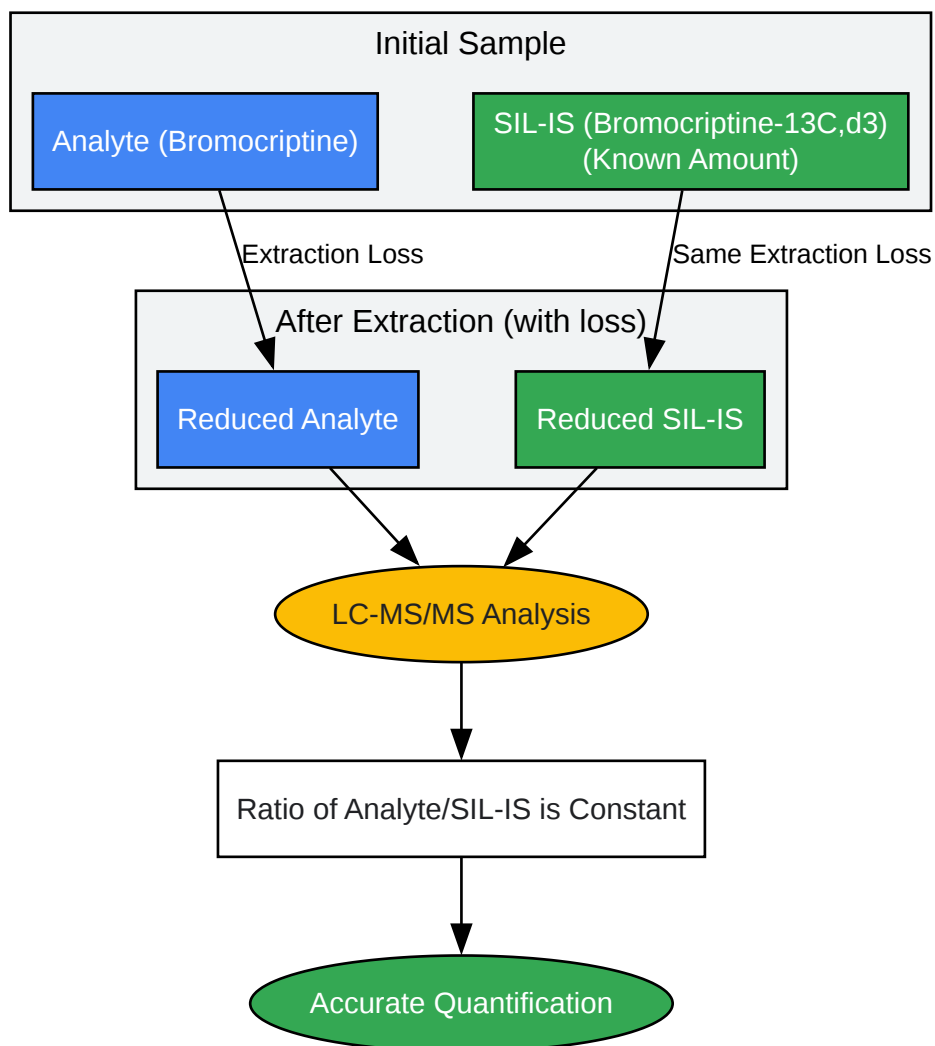 Initial Sample
Analyte (Bromocriptine)
SIL-IS (Bromocriptine-13C,d3)
(Known Amount)
Extraction Loss
Same Extraction Loss
After Extraction (with loss)
Reduced Analyte
Reduced SIL-IS
LC-MS/MS Analysis
Ratio of Analyte/SIL-IS is Constant
Accurate Quantification